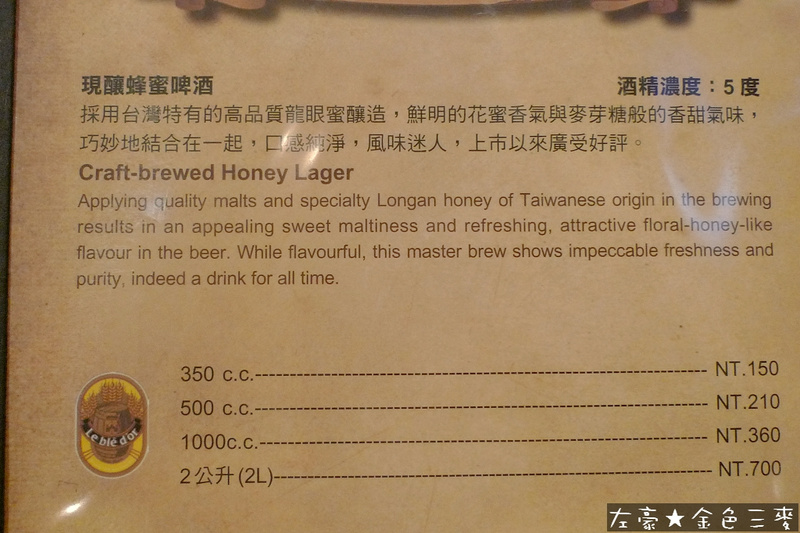 現釀蜂蜜啤酒 酒精濃度：5 度
採用台灣特有的高品質龍眼蜜釀造，鮮明的花蜜香氣與麥芽糖般的香甜氣味，
巧妙地結合在一起，口感純淨，風味迷人，上市以來廣受好評。
Craft-brewed Honey Lager
Applying quality malts and specialty Longan honey of Taiwanese origin in the brewing
results in an appealing sweet maltiness and refreshing, attractive floral-honey-like
flavour in the beer. While flavourful, this master brew shows impeccable freshness and
purity, indeed a drink for all time.
350 c.c.------------------------------------------------ NT.150
500 c.c.------------------------------------------------ NT.210
1000c.c.------------------------------------------------ NT.360
2公升(2L)------------------------------------------------ NT.700
Le blé d'or
左豪★金色三麥